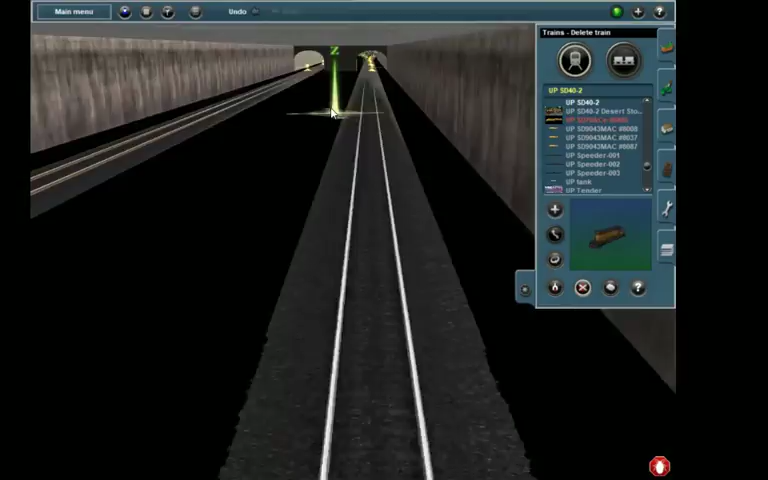 Main menu
Undo
Trains - Delete train
UP SD40-2
UP SD40-2
UP SD40-2 Desert Sto..
UP SD9043MAC #8008
UP SD9043MAC #8037
UP SD9043MAC #8087
UP Speeder-001
UP Speeder-002
UP Speeder-003
UP tank
UP Tender
Z